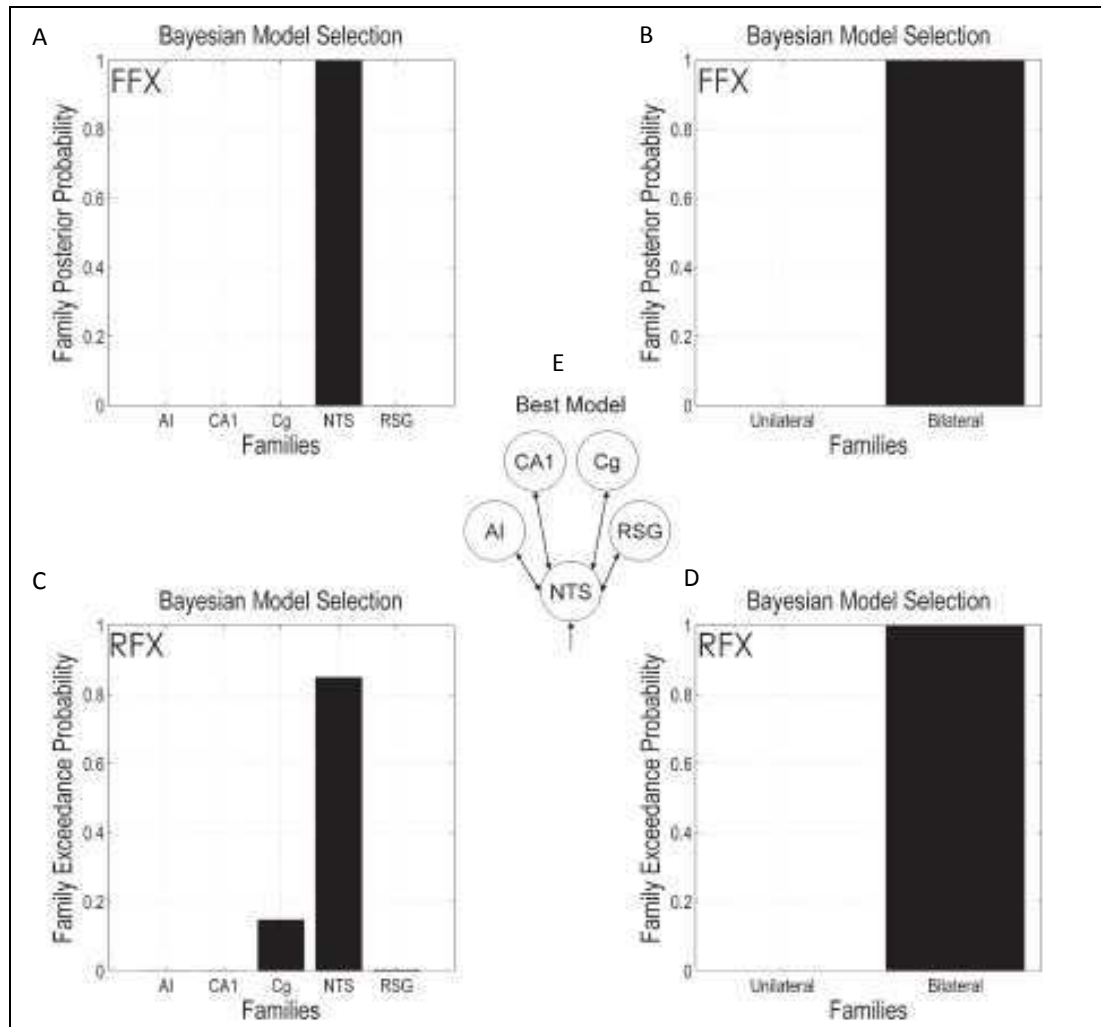 A
Bayesian Model Selection
FFX
Family Posterior Probability
1
0.8
0.6
0.4
0.2
0
AI CA1 Cg NTS RSG
Families
B
Bayesian Model Selection
FFX
Family Posterior Probability
1
0.8
0.6
0.4
0.2
0
Unilateral Bilateral
Families
E
Best Model
CA1 Cg
AI RSG
NTS
C
Bayesian Model Selection
RFX
Family Exceedance Probability
1
0.8
0.6
0.4
0.2
0
AI CA1 Cg NTS RSG
Families
D
Bayesian Model Selection
RFX
Family Exceedance Probability
1
0.8
0.6
0.4
0.2
0
Unilateral Bilateral
Families